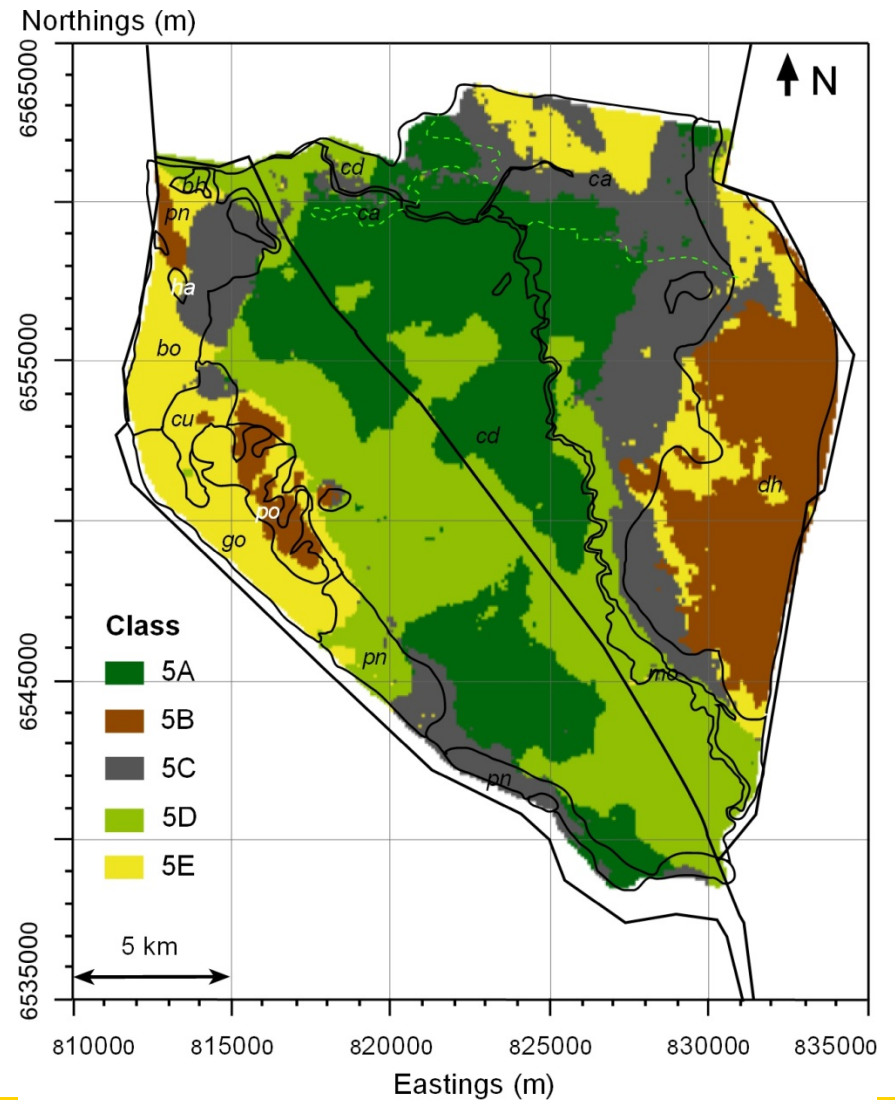 Northings (m)
N
6565000
6555000
6545000
6535000
bh
cd
pn
ca
ca
ha
bo
cu
cd
dh
po
go
pn
mo
pn
Class
5A
5B
5C
5D
5E
5 km
810000 815000 820000 825000 830000 835000
Eastings (m)